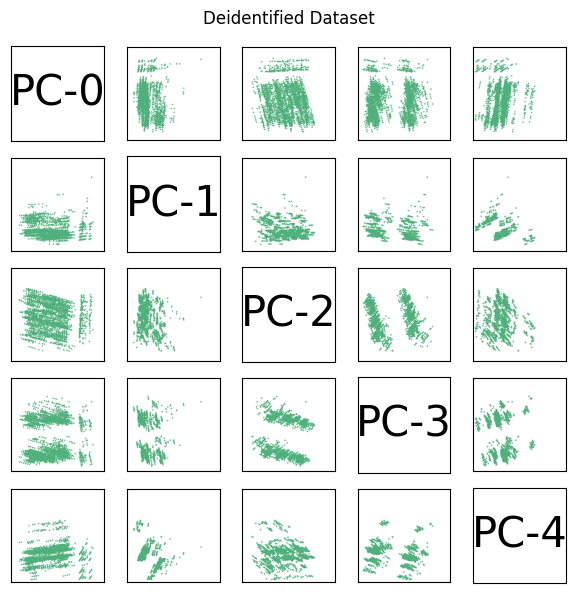 Deidentified Dataset
PC-0
PC-1
PC-2
PC-3
PC-4